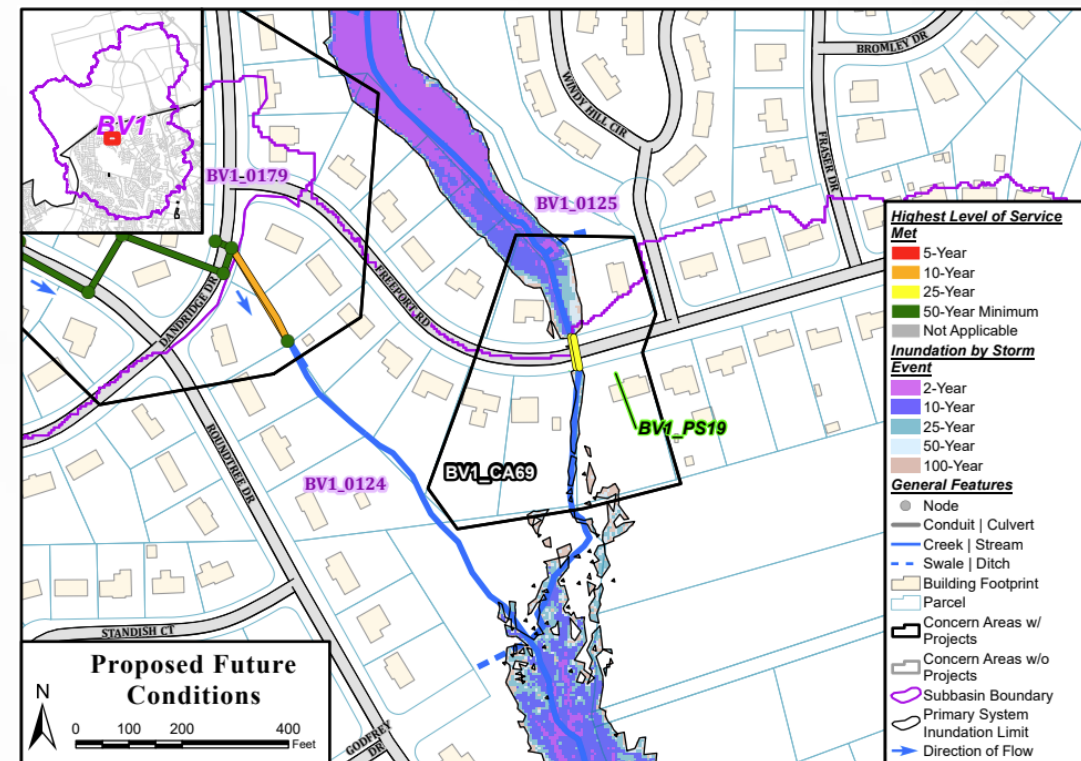 BV1
BV1_0179
BV1_0125
BROMLEY DR
WINDY HILL CIR
FRASER DR
FREEPORT RD
DANDRIDGE DR
BV1_PS19
BV1_CA69
BV1_0124
ROUNDTREE DR
STANDISH CT
GODFREY DR
Proposed Future
Conditions
N
0 100 200 400
Feet
Highest Level of Service
Met
5-Year
10-Year
25-Year
50-Year Minimum
Not Applicable
Inundation by Storm
Event
2-Year
10-Year
25-Year
50-Year
100-Year
General Features
Node
Conduit | Culvert
Creek | Stream
Swale | Ditch
Building Footprint
Parcel
Concern Areas w/
Projects
Concern Areas w/o
Projects
Subbasin Boundary
Primary System
Inundation Limit
Direction of Flow